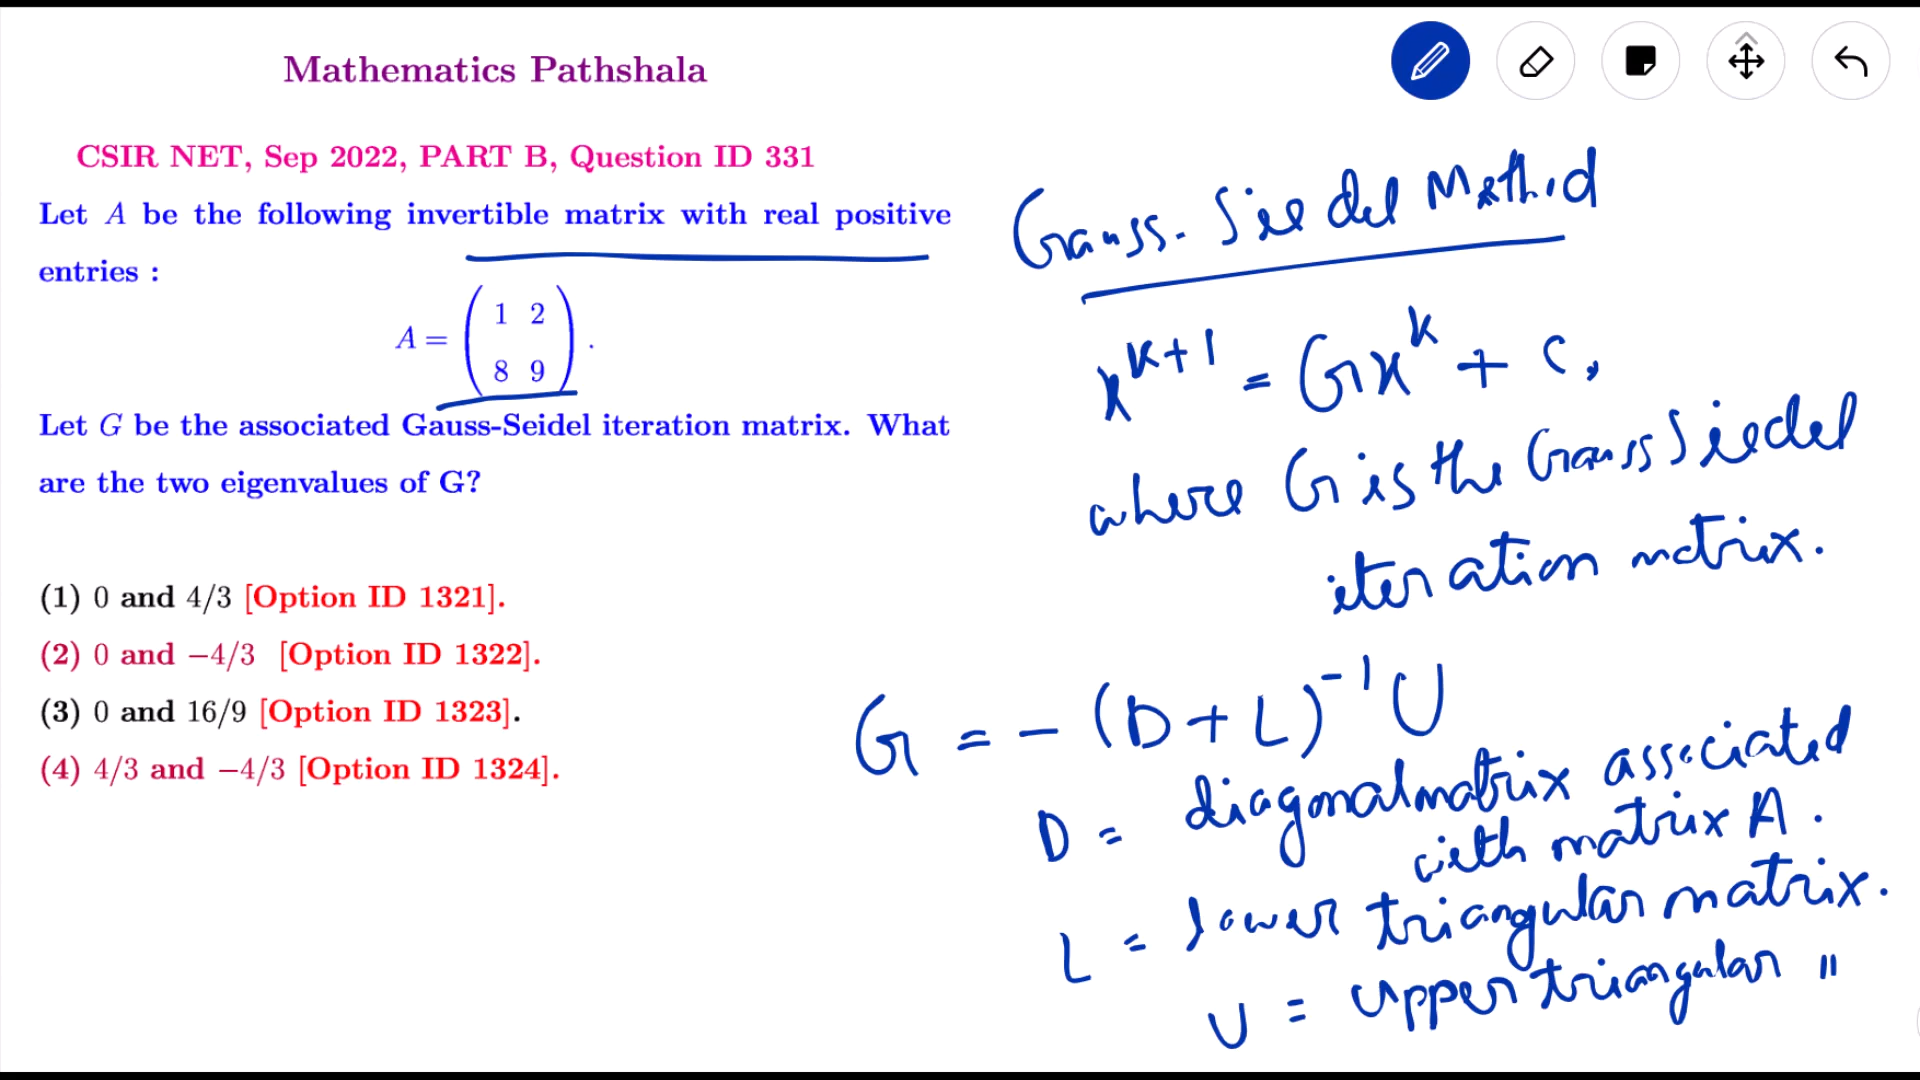 Mathematics Pathshala
CSIR NET, Sep 2022, PART B, Question ID 331
Let A be the following invertible matrix with real positive
entries :
A = ( 1 2
8 9 ) .
Let G be the associated Gauss-Seidel iteration matrix. What
are the two eigenvalues of G?
(1) 0 and 4/3 [Option ID 1321].
(2) 0 and −4/3 [Option ID 1322].
(3) 0 and 16/9 [Option ID 1323].
(4) 4/3 and −4/3 [Option ID 1324].
Gauss-Siedel Method
x^{k+1} = Gx^k + c,
where G is the Gauss Siedel
iteration matrix.
G = -(D+L)^{-1} U
D = diagonal matrix associated
with matrix A.
L = lower triangular matrix.
U = upper triangular "